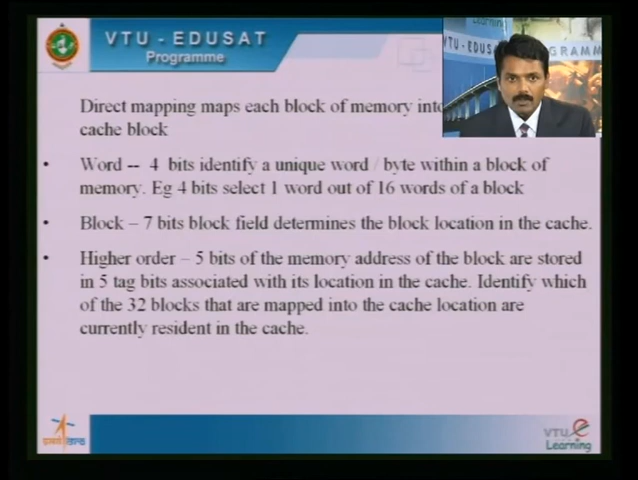 VTU - EDUSAT
Programme
Learning
VTU-EDUSA
GRAMM
Direct mapping maps each block of memory into
cache block
• Word -- 4 bits identify a unique word / byte within a block of
memory. Eg 4 bits select 1 word out of 16 words of a block
• Block – 7 bits block field determines the block location in the cache.
• Higher order – 5 bits of the memory address of the block are stored
in 5 tag bits associated with its location in the cache. Identify which
of the 32 blocks that are mapped into the cache location are
currently resident in the cache.
VTU e
Learning